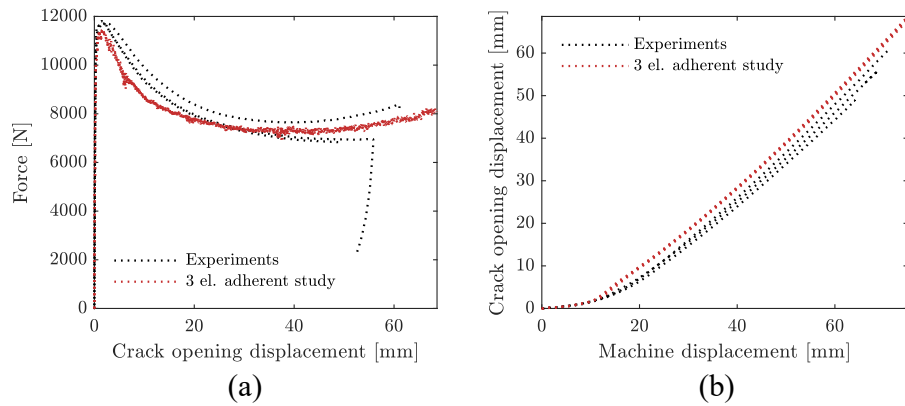 12000
10000
8000
6000
4000
2000
0
Force [N]
Experiments
3 el. adherent study
0 20 40 60
Crack opening displacement [mm]
(a)
60
50
40
30
20
10
0
Crack opening displacement [mm]
Experiments
3 el. adherent study
0 20 40 60
Machine displacement [mm]
(b)